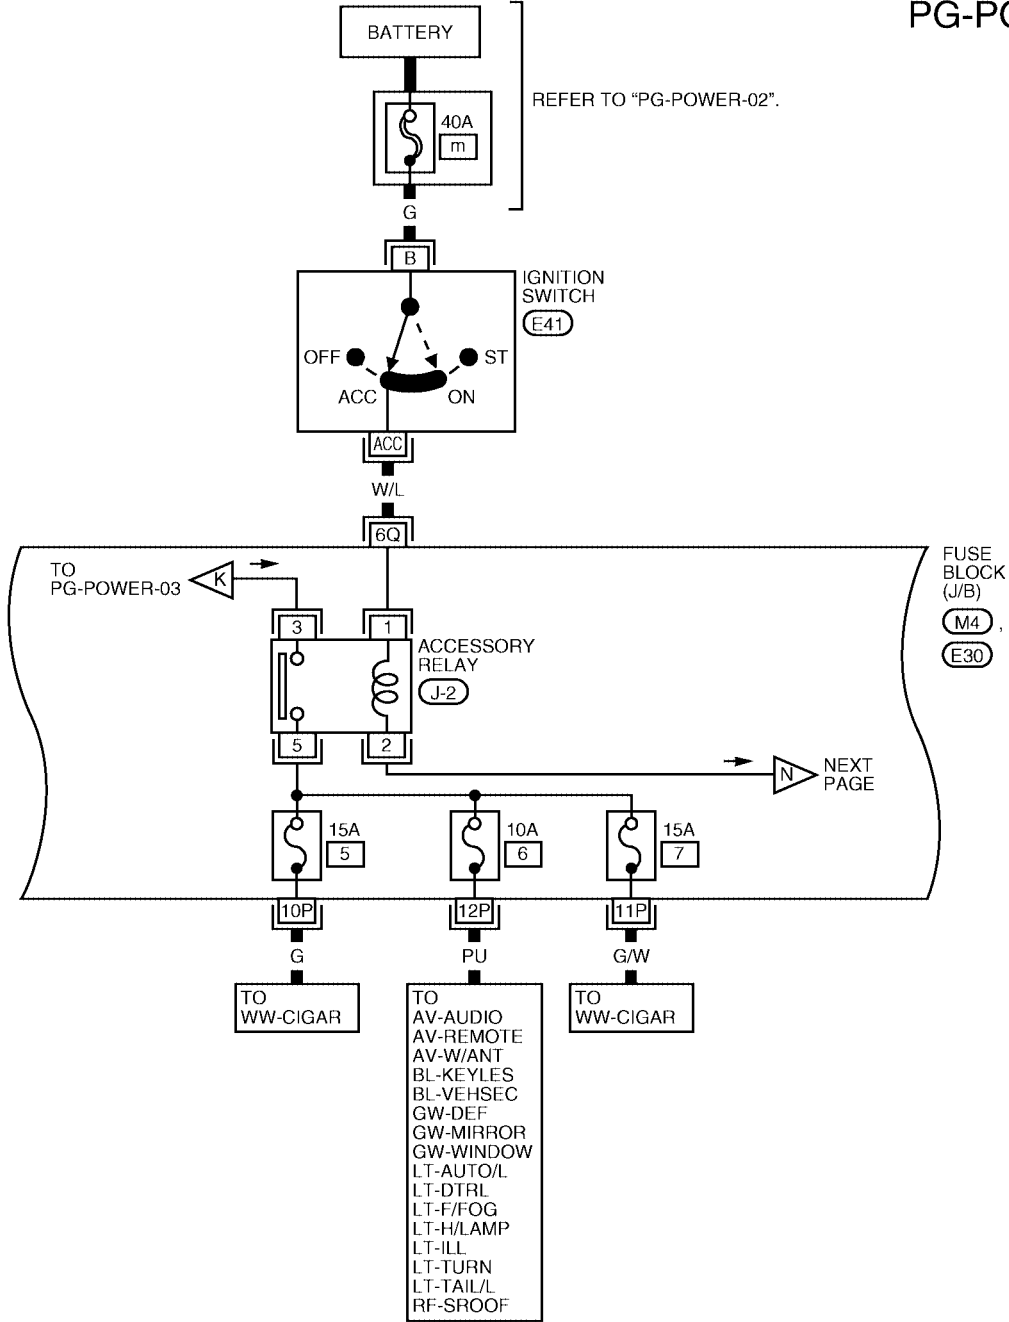 PG-PO
BATTERY
REFER TO “PG-POWER-02”.
40A
m
G
B
IGNITION
SWITCH
E41
OFF
ST
ACC
ON
ACC
W/L
6Q
TO
PG-POWER-03
K
FUSE
BLOCK
(J/B)
M4 ,
E30
3
1
ACCESSORY
RELAY
J-2
5
2
N
NEXT
PAGE
15A
5
10A
6
15A
7
10P
12P
11P
G
PU
G/W
TO
WW-CIGAR
TO
AV-AUDIO
AV-REMOTE
AV-W/ANT
BL-KEYLES
BL-VEHSEC
GW-DEF
GW-MIRROR
GW-WINDOW
LT-AUTO/L
LT-DTRL
LT-F/FOG
LT-H/LAMP
LT-ILL
LT-TURN
LT-TAIL/L
RF-SROOF
TO
WW-CIGAR